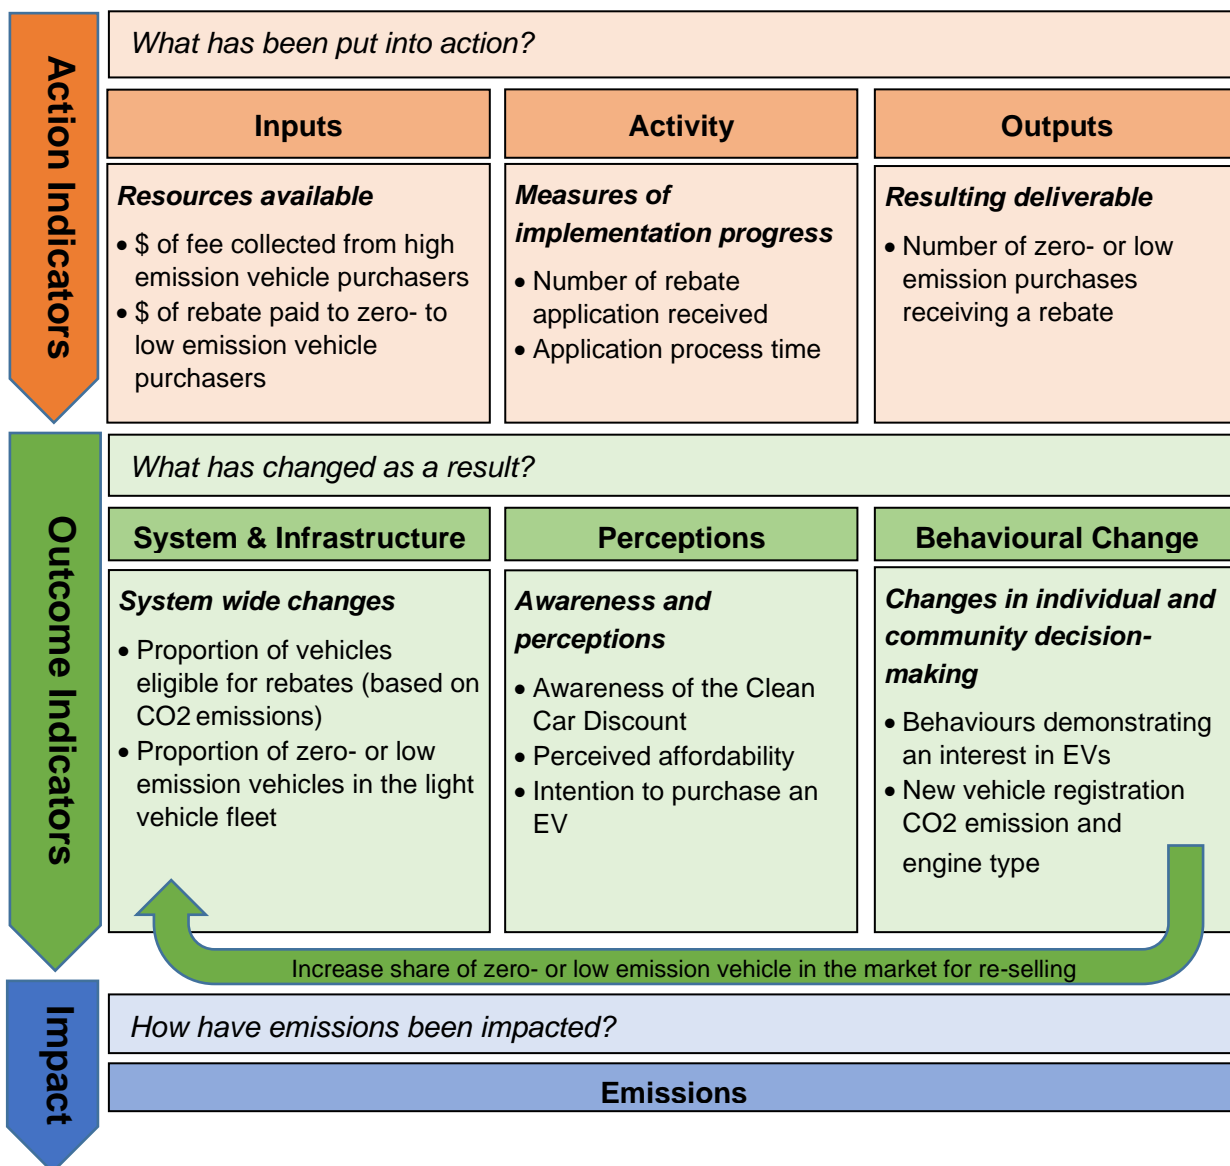 Action Indicators
What has been put into action?
Inputs
Activity
Outputs
Resources available
• $ of fee collected from high
emission vehicle purchasers
• $ of rebate paid to zero- to
low emission vehicle
purchasers
Measures of
implementation progress
• Number of rebate
application received
• Application process time
Resulting deliverable
• Number of zero- or low
emission purchases
receiving a rebate
Outcome Indicators
What has changed as a result?
System & Infrastructure
Perceptions
Behavioural Change
System wide changes
• Proportion of vehicles
eligible for rebates (based on
CO2 emissions)
• Proportion of zero- or low
emission vehicles in the light
vehicle fleet
Awareness and
perceptions
• Awareness of the Clean
Car Discount
• Perceived affordability
• Intention to purchase an
EV
Changes in individual and
community decision-
making
• Behaviours demonstrating
an interest in EVs
• New vehicle registration
CO2 emission and
engine type
Increase share of zero- or low emission vehicle in the market for re-selling
Impact
How have emissions been impacted?
Emissions